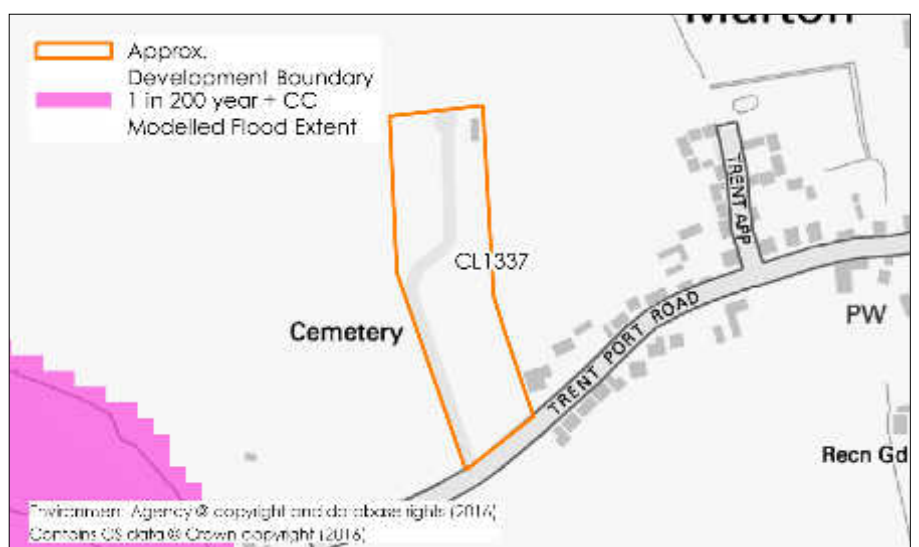 Marton
Approx.
Development Boundary
1 in 200 year + CC
Modelled Flood Extent
TRENT APP
CL1337
Cemetery
TRENT PORT ROAD
PW
Recn Gd
Environment Agency © copyright and database rights (2016)
Contains OS data © Crown copyright (2016)